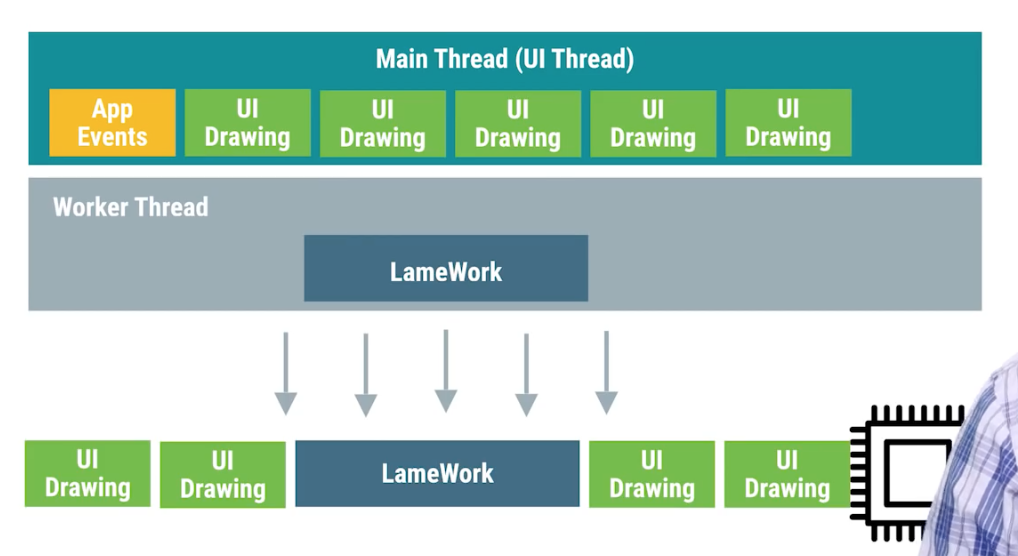 Main Thread (UI Thread)
App
Events
UI
Drawing
UI
Drawing
UI
Drawing
UI
Drawing
UI
Drawing
Worker Thread
LameWork
UI
Drawing
UI
Drawing
LameWork
UI
Drawing
UI
Drawing